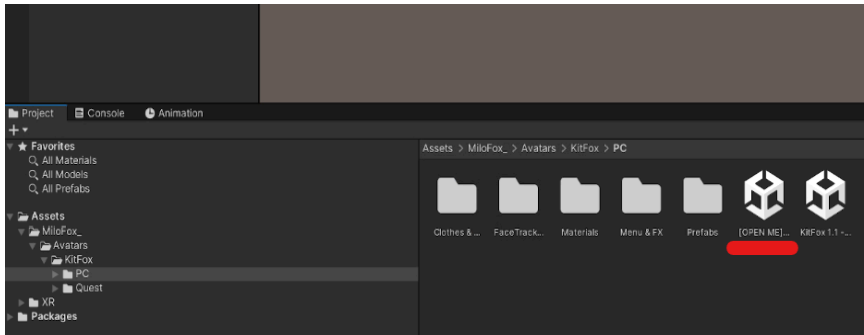 Project Console Animation
Favorites
All Materials
All Models
All Prefabs
Assets
MiloFox_
Avatars
KitFox
PC
Quest
XR
Packages
Assets > MiloFox_ > Avatars > KitFox > PC
Clothes & ... FaceTrack... Materials Menu & FX Prefabs [OPEN ME]... KitFox 1.1 -...